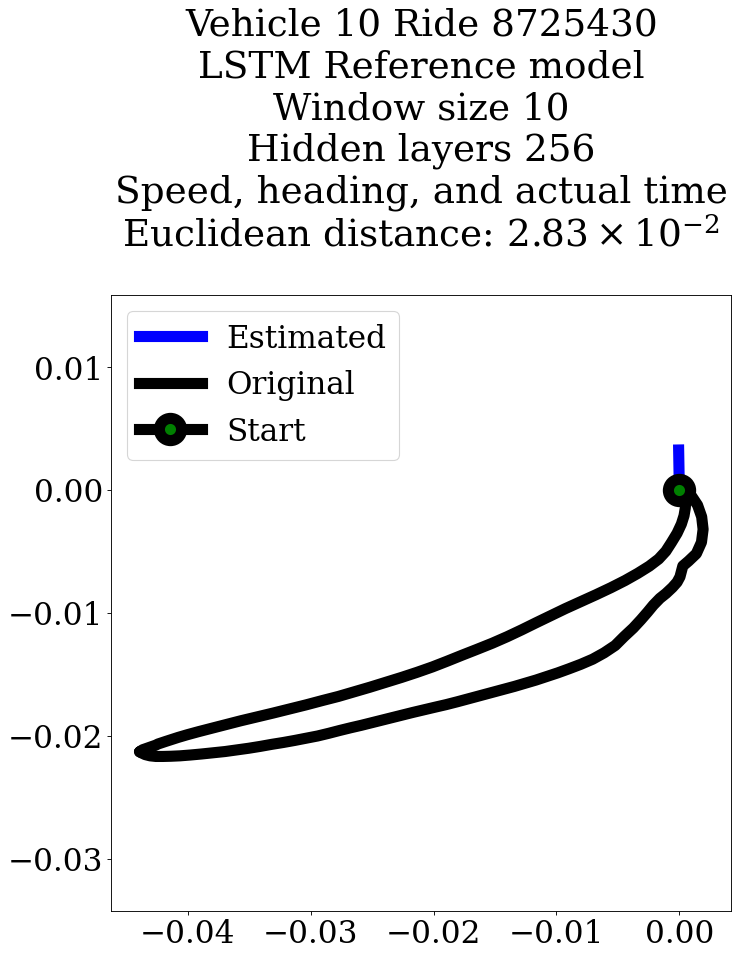 Vehicle 10 Ride 8725430
LSTM Reference model
Window size 10
Hidden layers 256
Speed, heading, and actual time
Euclidean distance: 2.83 × 10⁻²
Estimated
Original
Start
0.01
0.00
−0.01
−0.02
−0.03
−0.04 −0.03 −0.02 −0.01 0.00